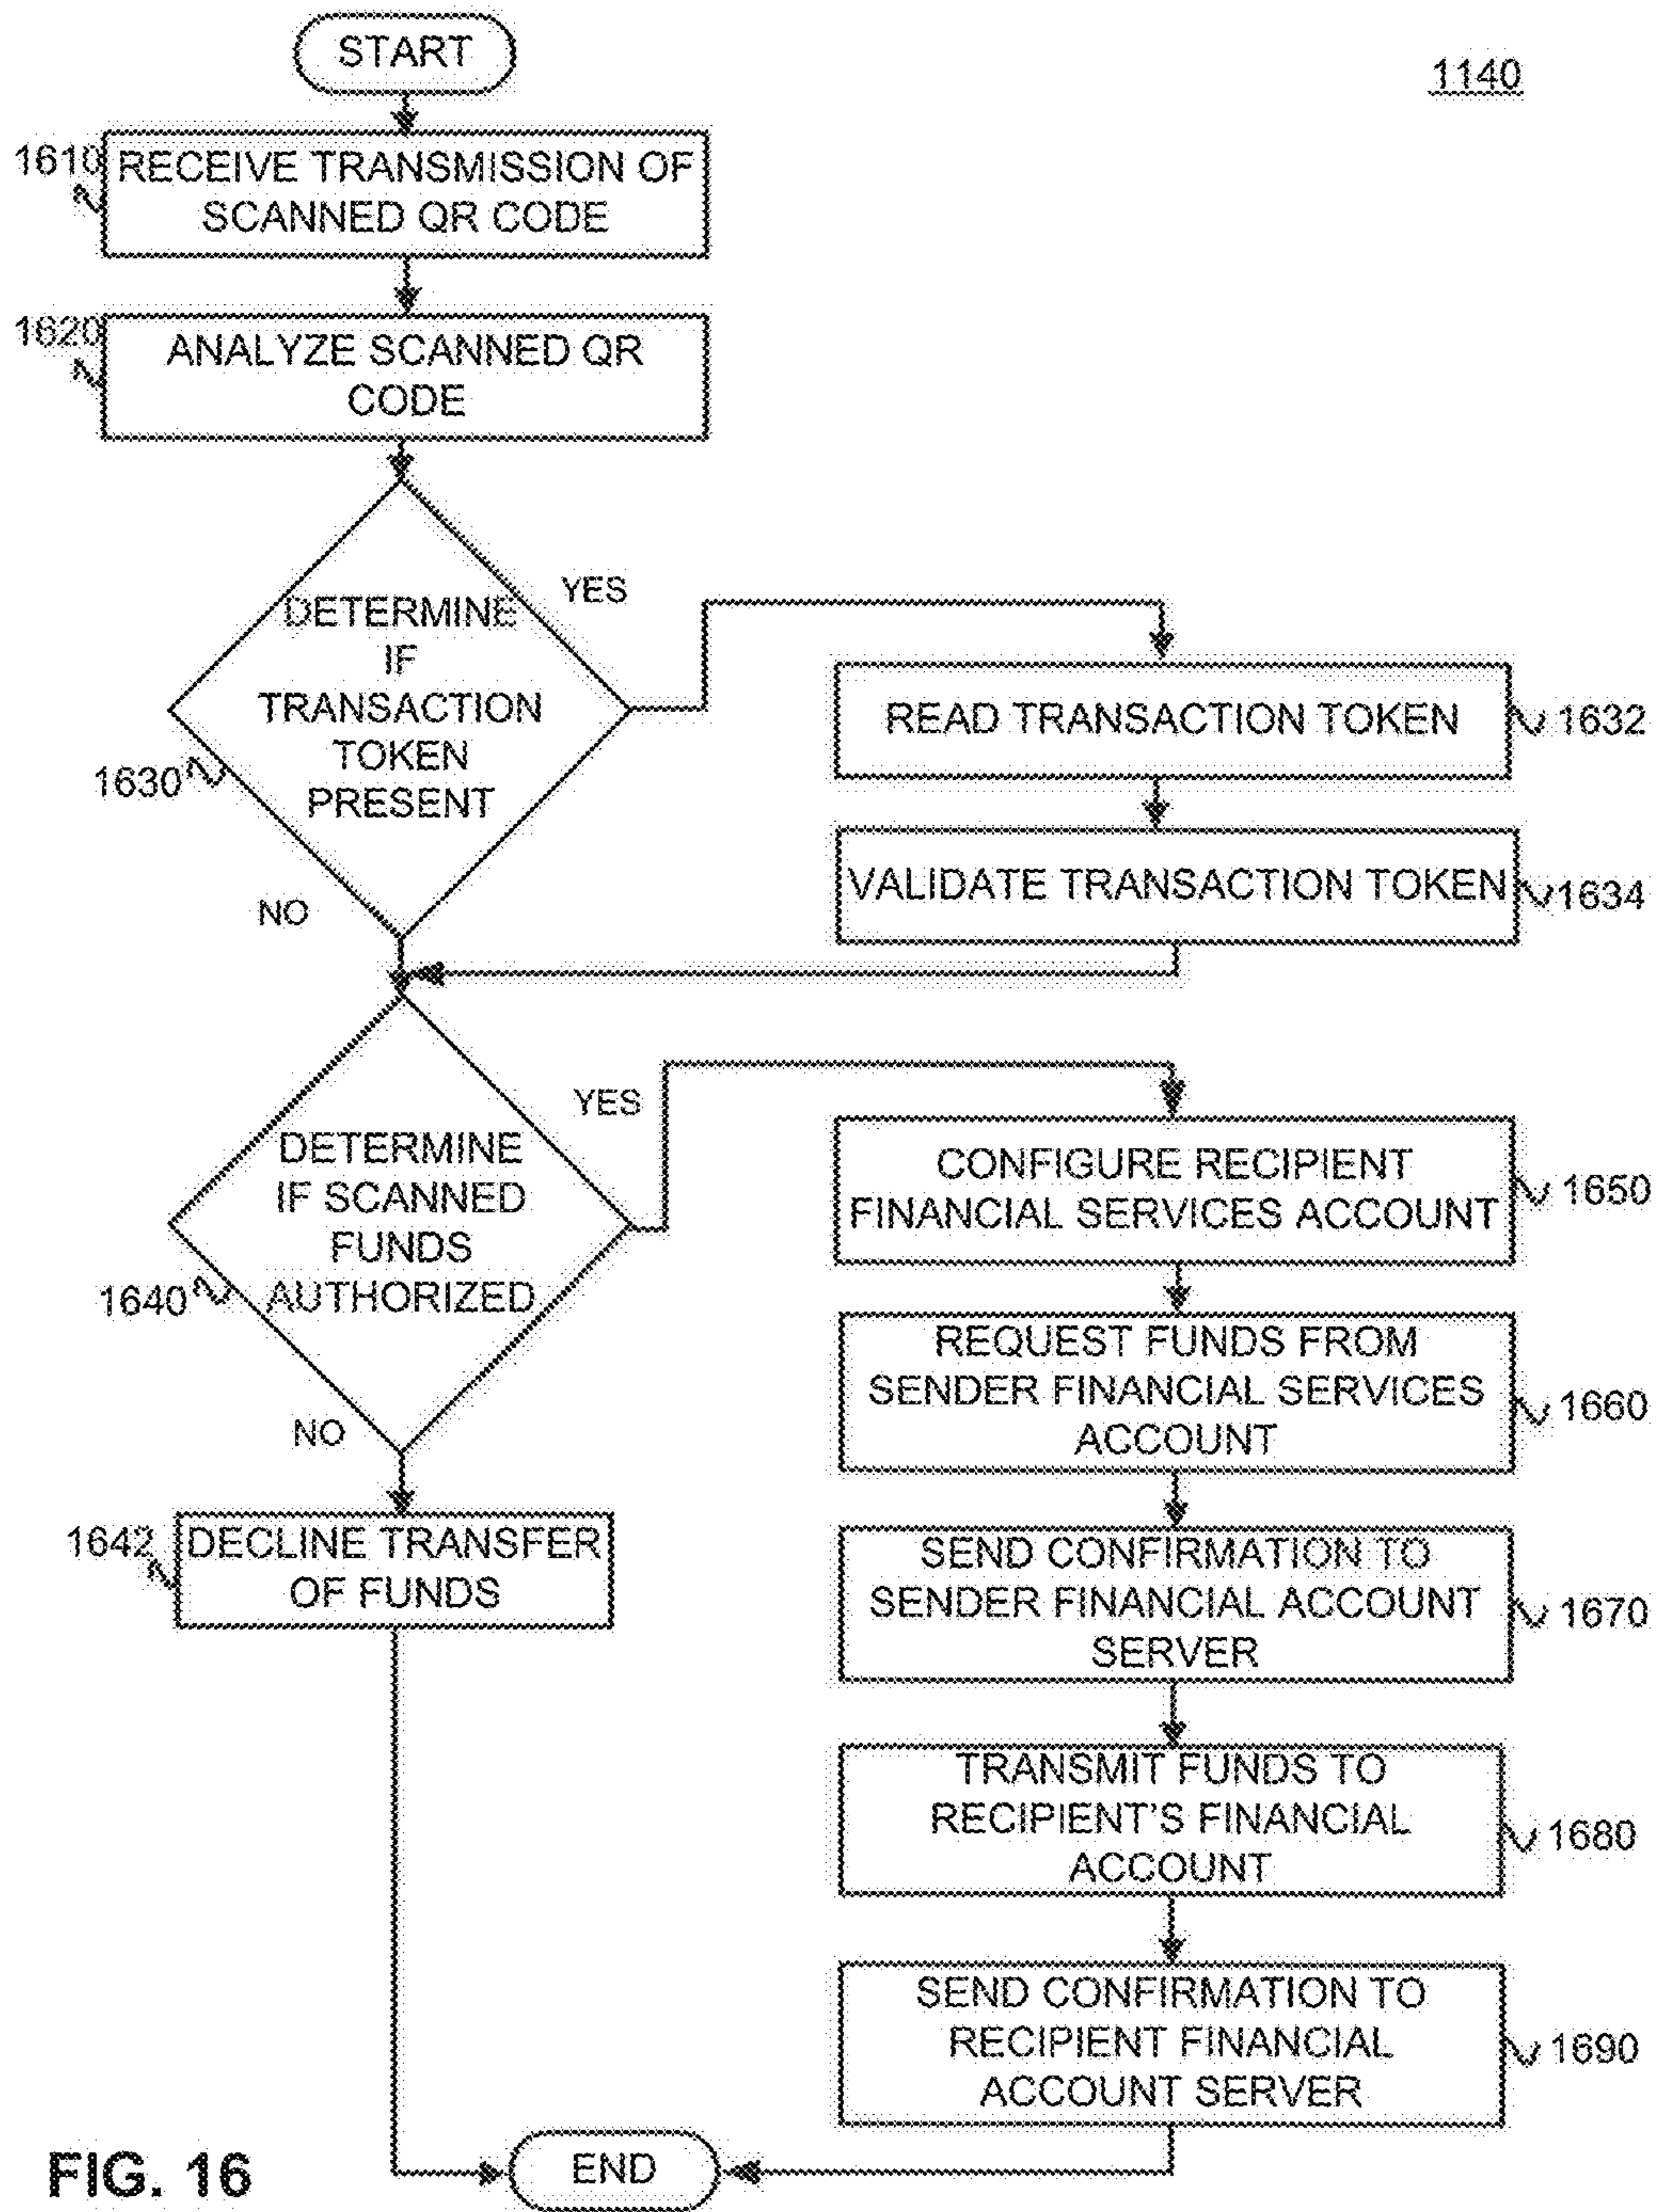 START
1140
1610
RECEIVE TRANSMISSION OF
SCANNED QR CODE
1620
ANALYZE SCANNED QR
CODE
YES
DETERMINE
IF
TRANSACTION
TOKEN
PRESENT
1630
NO
READ TRANSACTION TOKEN
1632
VALIDATE TRANSACTION TOKEN
1634
YES
DETERMINE
IF SCANNED
FUNDS
AUTHORIZED
1640
NO
1642
DECLINE TRANSFER
OF FUNDS
CONFIGURE RECIPIENT
FINANCIAL SERVICES ACCOUNT
1650
REQUEST FUNDS FROM
SENDER FINANCIAL SERVICES
ACCOUNT
1660
SEND CONFIRMATION TO
SENDER FINANCIAL ACCOUNT
SERVER
1670
TRANSMIT FUNDS TO
RECIPIENT'S FINANCIAL
ACCOUNT
1680
SEND CONFIRMATION TO
RECIPIENT FINANCIAL
ACCOUNT SERVER
1690
END
FIG. 16